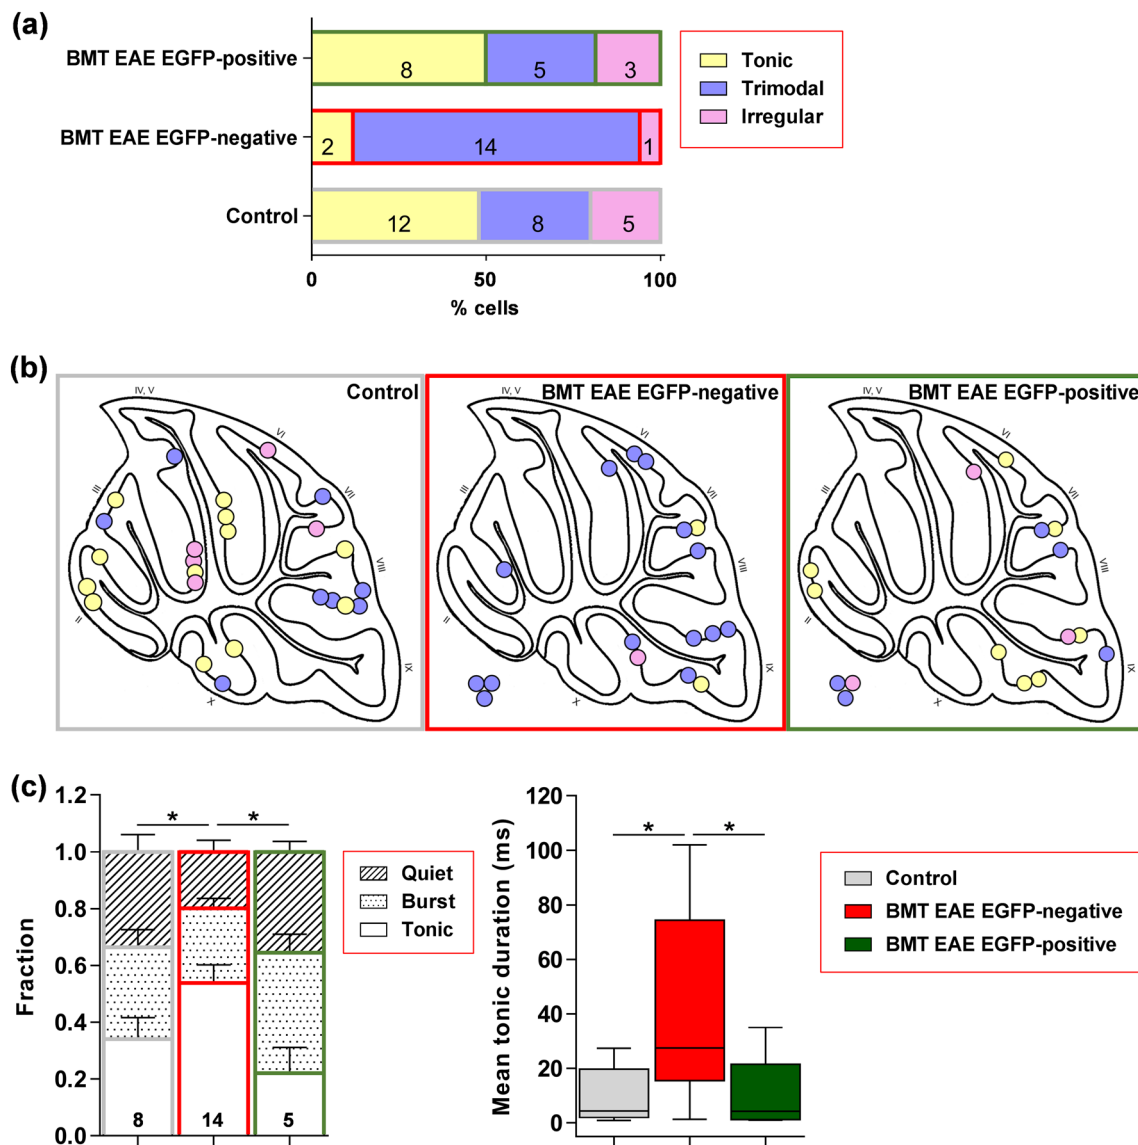 (a)
BMT EAE EGFP-positive
8 5 3
BMT EAE EGFP-negative
2 14 1
Control
12 8 5
0 50 100
% cells
Tonic
Trimodal
Irregular
(b)
Control
IV, V
VI
VII
VIII
IX
X
II
III
BMT EAE EGFP-negative
IV, V
VI
VII
VIII
IX
X
II
III
BMT EAE EGFP-positive
IV, V
VI
VII
VIII
IX
X
II
III
(c)
Fraction
1.2
1.0
0.8
0.6
0.4
0.2
0.0
* *
8 14 5
Quiet
Burst
Tonic
Mean tonic duration (ms)
120
100
80
60
40
20
0
* *
Control
BMT EAE EGFP-negative
BMT EAE EGFP-positive